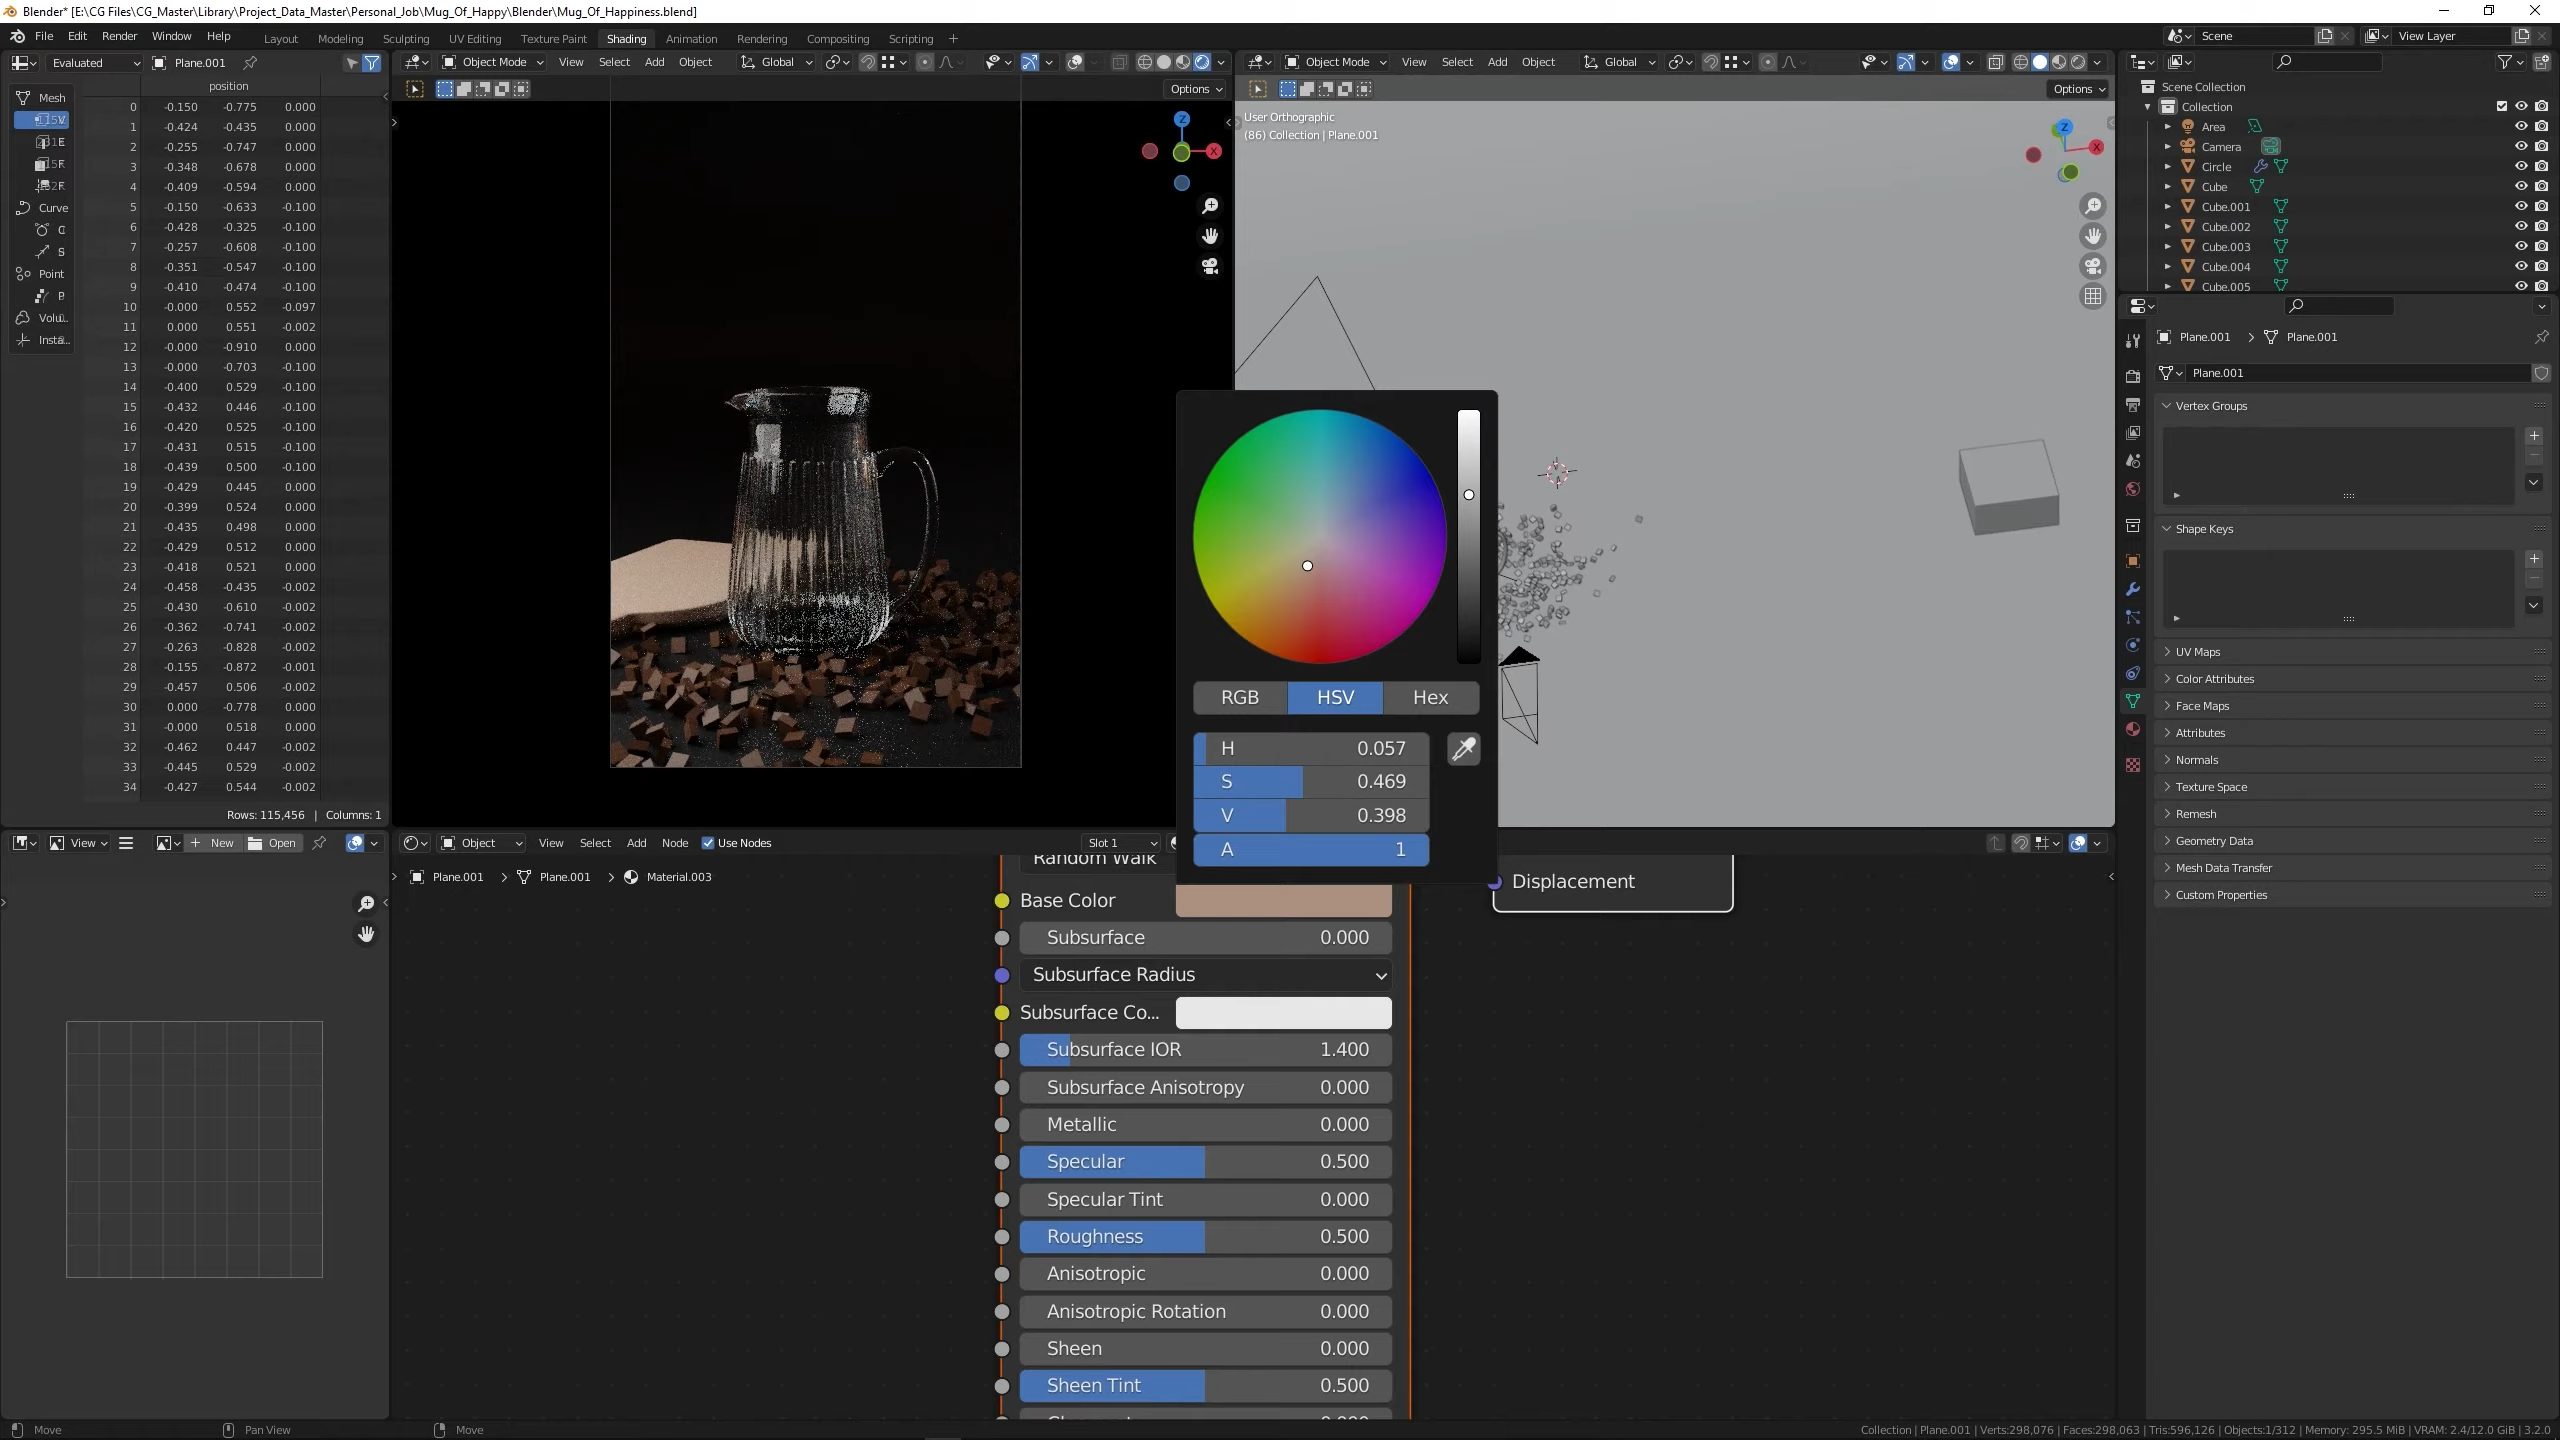 Blender* [E:\CG Files\CG_Master\Library\Project_Data_Master\Personal_Job\Mug_Of_Happy\Blender\Mug_Of_Happiness.blend]
File Edit Render Window Help Layout Modeling Sculpting UV Editing Texture Paint Shading Animation Rendering Compositing Scripting + Scene View Layer
Evaluated Plane.001
Object Mode View Select Add Object Global
Object Mode View Select Add Object Global
Options
Options
position
Mesh
Curve
Point
0 -0.150 -0.775 0.000
1 -0.424 -0.435 0.000
2 -0.255 -0.747 0.000
3 -0.348 -0.678 0.000
4 -0.409 -0.594 0.000
5 -0.150 -0.633 -0.100
6 -0.428 -0.325 -0.100
7 -0.257 -0.608 -0.100
8 -0.351 -0.547 -0.100
9 -0.410 -0.474 -0.100
10 -0.000 0.552 -0.097
11 0.000 0.551 -0.002
12 -0.000 -0.910 0.000
13 -0.000 -0.703 -0.100
14 -0.400 0.529 -0.100
15 -0.432 0.446 -0.100
16 -0.420 0.525 -0.100
17 -0.431 0.515 -0.100
18 -0.439 0.500 -0.100
19 -0.429 0.445 0.000
20 -0.399 0.524 0.000
21 -0.435 0.498 0.000
22 -0.429 0.512 0.000
23 -0.418 0.521 0.000
24 -0.458 -0.435 -0.002
25 -0.430 -0.610 -0.002
26 -0.362 -0.741 -0.002
27 -0.263 -0.828 -0.002
28 -0.155 -0.872 -0.001
29 -0.457 0.506 -0.002
30 0.000 -0.778 0.000
31 -0.000 0.518 0.000
32 -0.462 0.447 -0.002
33 -0.445 0.529 -0.002
34 -0.427 0.544 -0.002
Rows: 115,456 | Columns: 1
Z
X
User Orthographic
(86) Collection | Plane.001
Z
X
RGB HSV Hex
H 0.057
S 0.469
V 0.398
A 1
Scene Collection
Collection
Area
Camera
Circle
Cube
Cube.001
Cube.002
Cube.003
Cube.004
Cube.005
Plane.001 > Plane.001
Plane.001
Vertex Groups
Shape Keys
UV Maps
Color Attributes
Face Maps
Attributes
Normals
Texture Space
Remesh
Geometry Data
Mesh Data Transfer
Custom Properties
View + New Open
Object View Select Add Node Use Nodes Slot 1
Plane.001 > Plane.001 > Material.003
Random Walk
Base Color
Subsurface 0.000
Subsurface Radius
Subsurface Co...
Subsurface IOR 1.400
Subsurface Anisotropy 0.000
Metallic 0.000
Specular 0.500
Specular Tint 0.000
Roughness 0.500
Anisotropic 0.000
Anisotropic Rotation 0.000
Sheen 0.000
Sheen Tint 0.500
Displacement
Move Pan View Move
Collection | Plane.001 | Verts:298,076 | Faces:298,063 | Tris:596,126 | Objects:1/312 | Memory: 295.5 MiB | VRAM: 2.4/12.0 GiB | 3.2.0